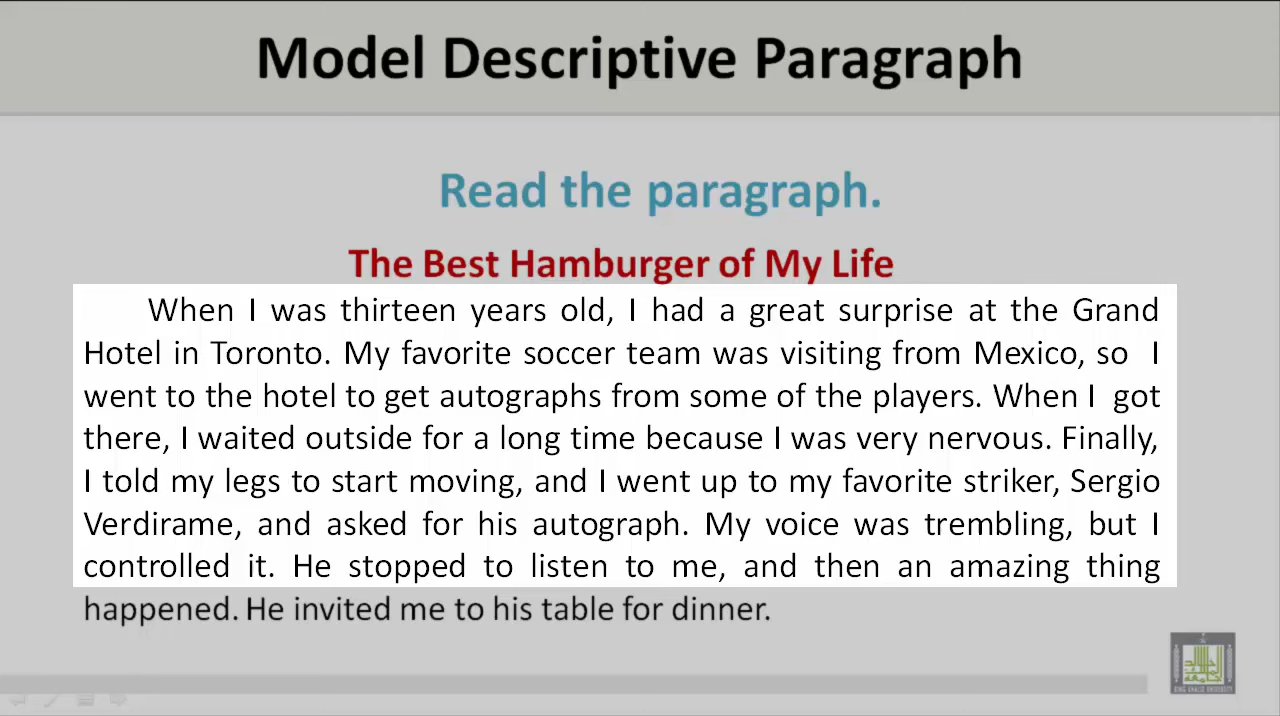 Model Descriptive Paragraph
Read the paragraph.
The Best Hamburger of My Life
When I was thirteen years old, I had a great surprise at the Grand
Hotel in Toronto. My favorite soccer team was visiting from Mexico, so I
went to the hotel to get autographs from some of the players. When I got
there, I waited outside for a long time because I was very nervous. Finally,
I told my legs to start moving, and I went up to my favorite striker, Sergio
Verdirame, and asked for his autograph. My voice was trembling, but I
controlled it. He stopped to listen to me, and then an amazing thing
happened. He invited me to his table for dinner.